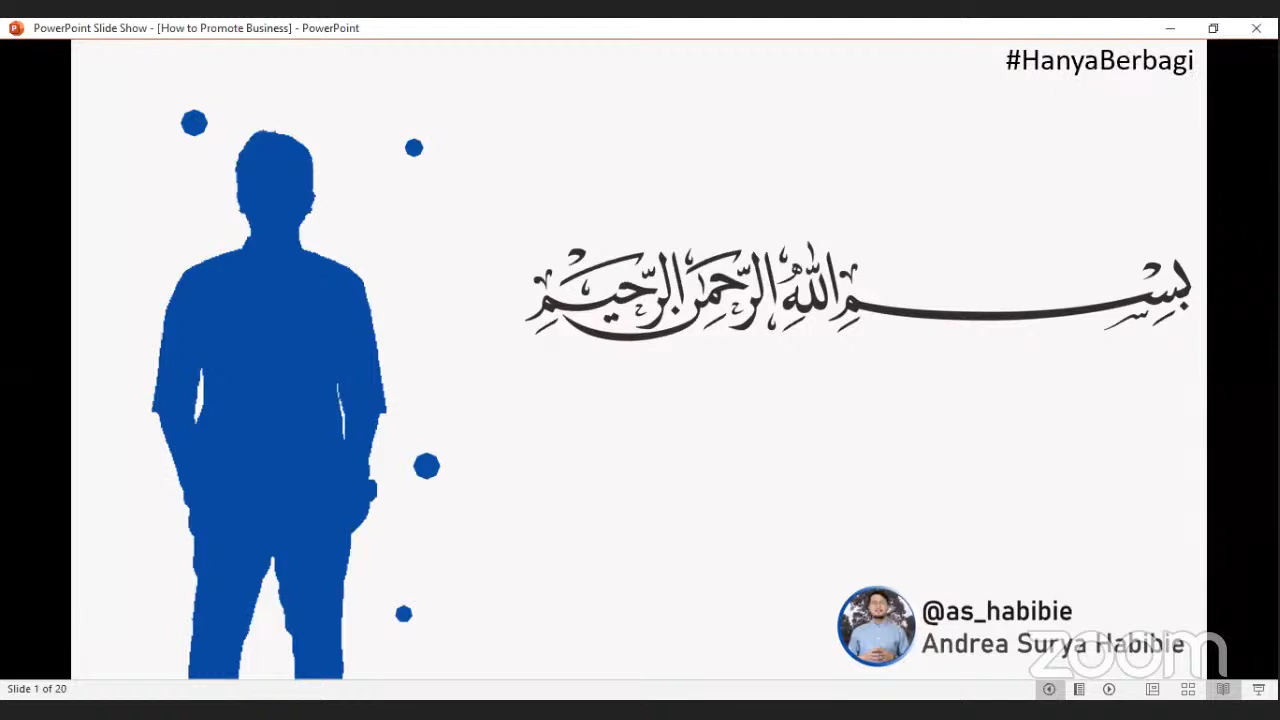 PowerPoint Slide Show - [How to Promote Business] - PowerPoint
#HanyaBerbagi
بِسْمِ اللّٰهِ الرَّحْمٰنِ الرَّحِيْمِ
@as_habibie
Andrea Surya Habibie
zoom
Slide 1 of 20